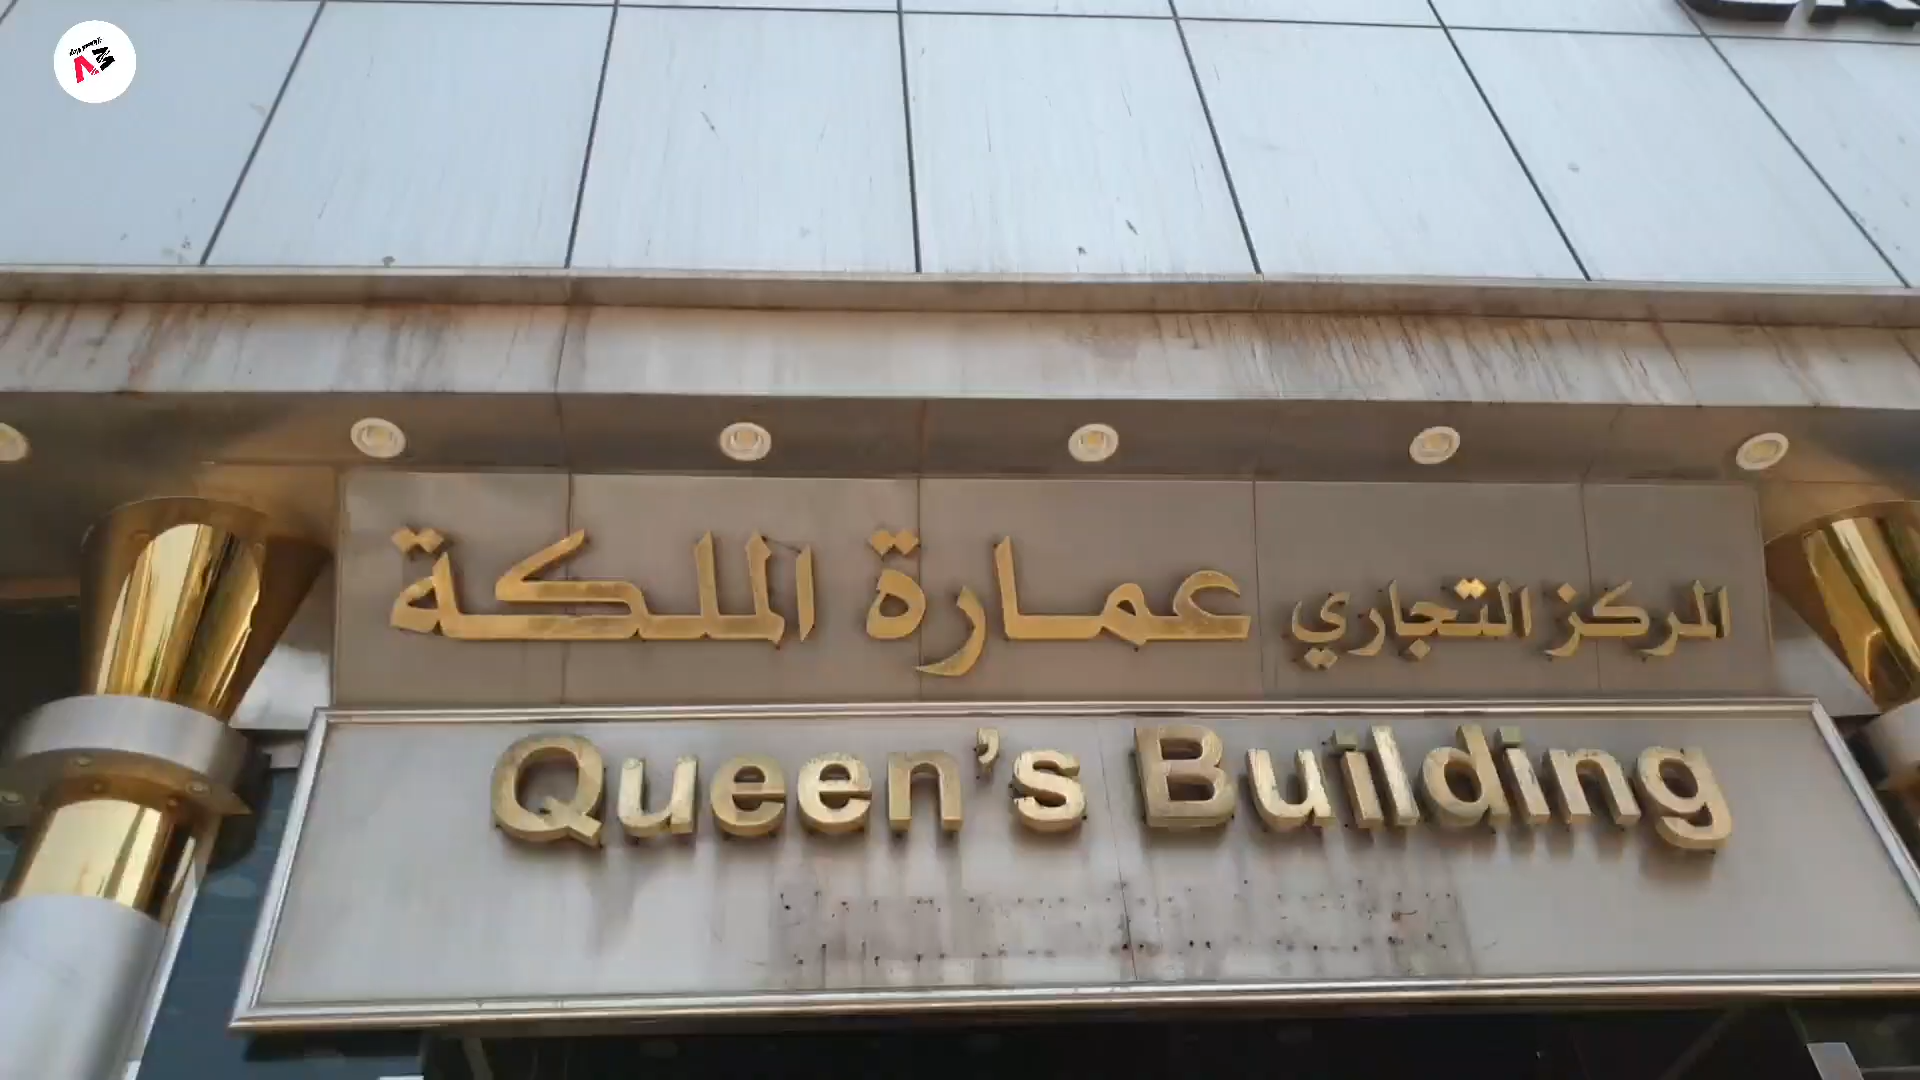 المركز التجاري عمارة الملكة
Queen's Building